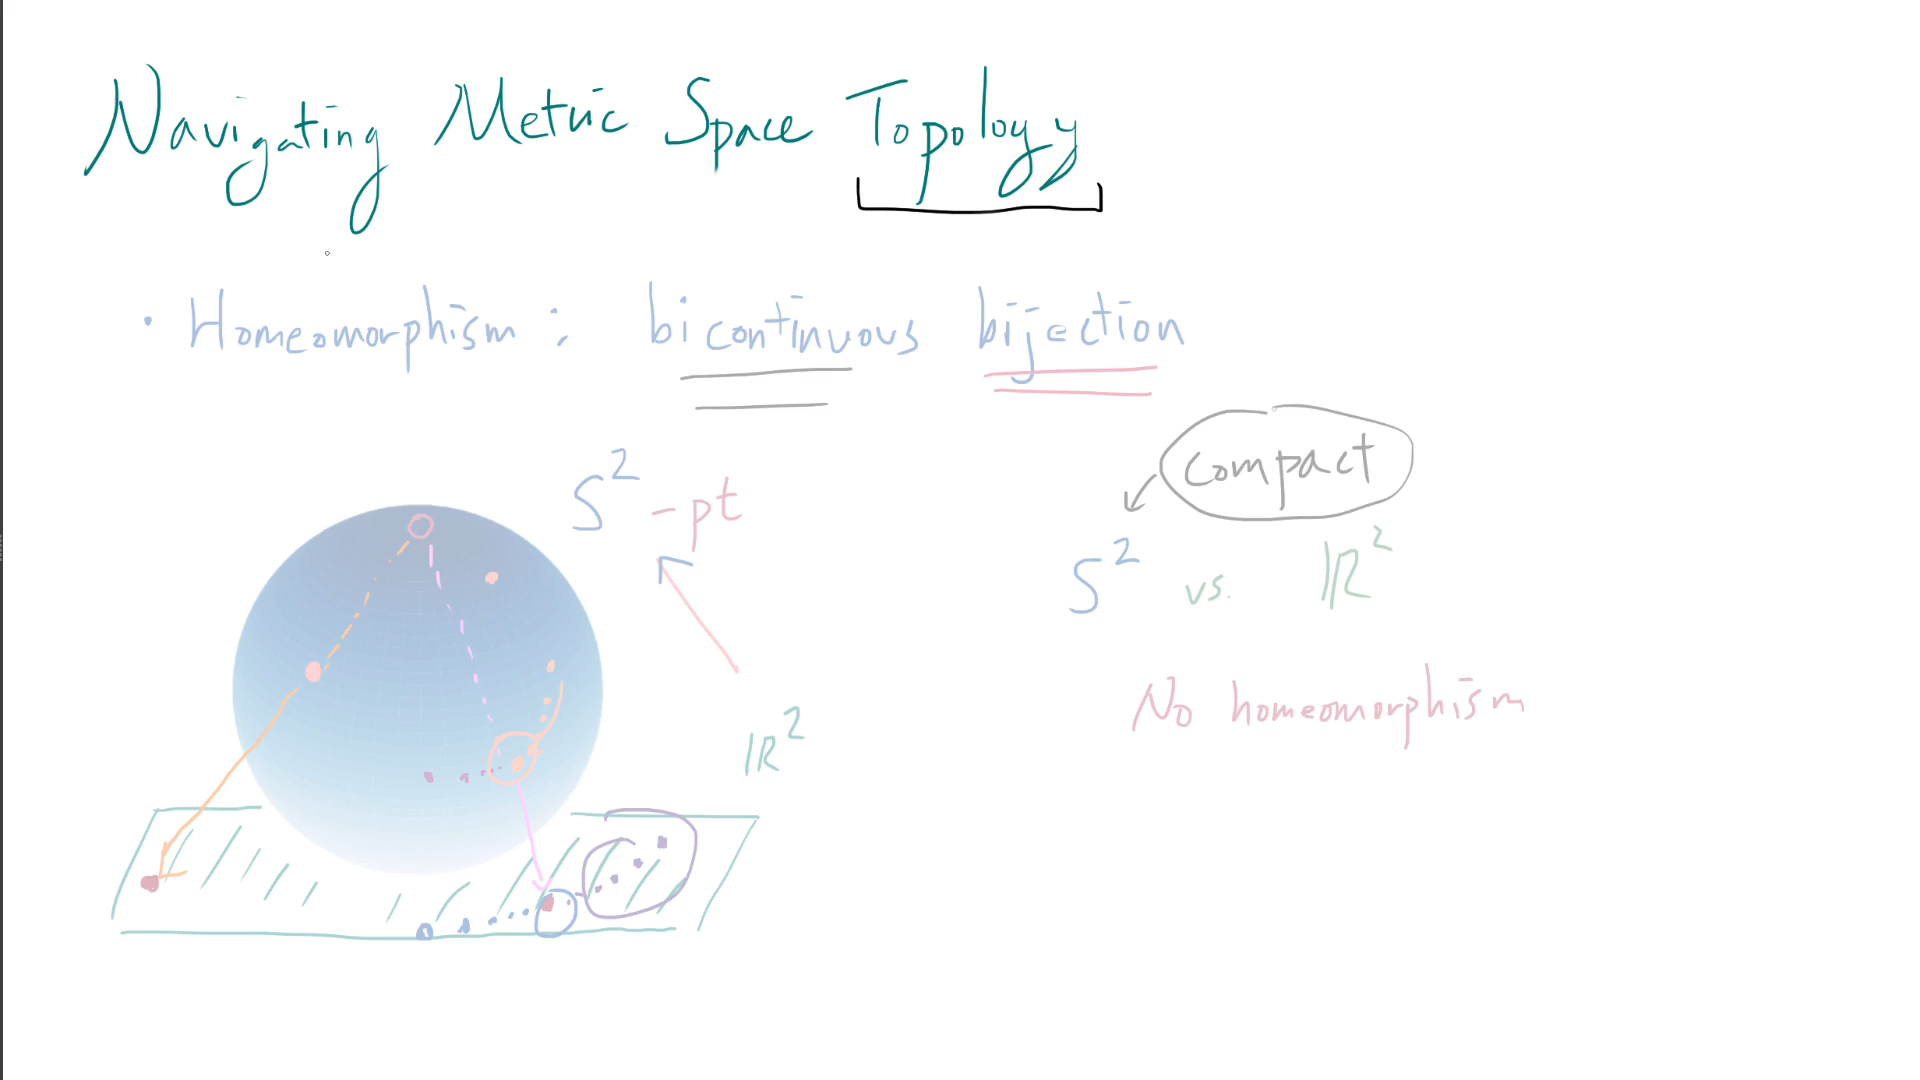 Navigating Metric Space Topology
• Homeomorphism : bicontinuous bijection
S² - pt
ℝ²
compact
S² vs. ℝ²
No homeomorphism